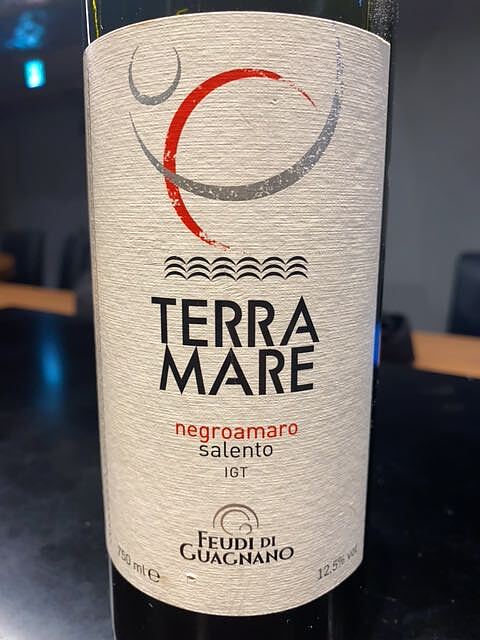 TERRA
MARE
negroamaro
salento
IGT
FEUDI DI
GUAGNANO
750 ml e
12,5% vol